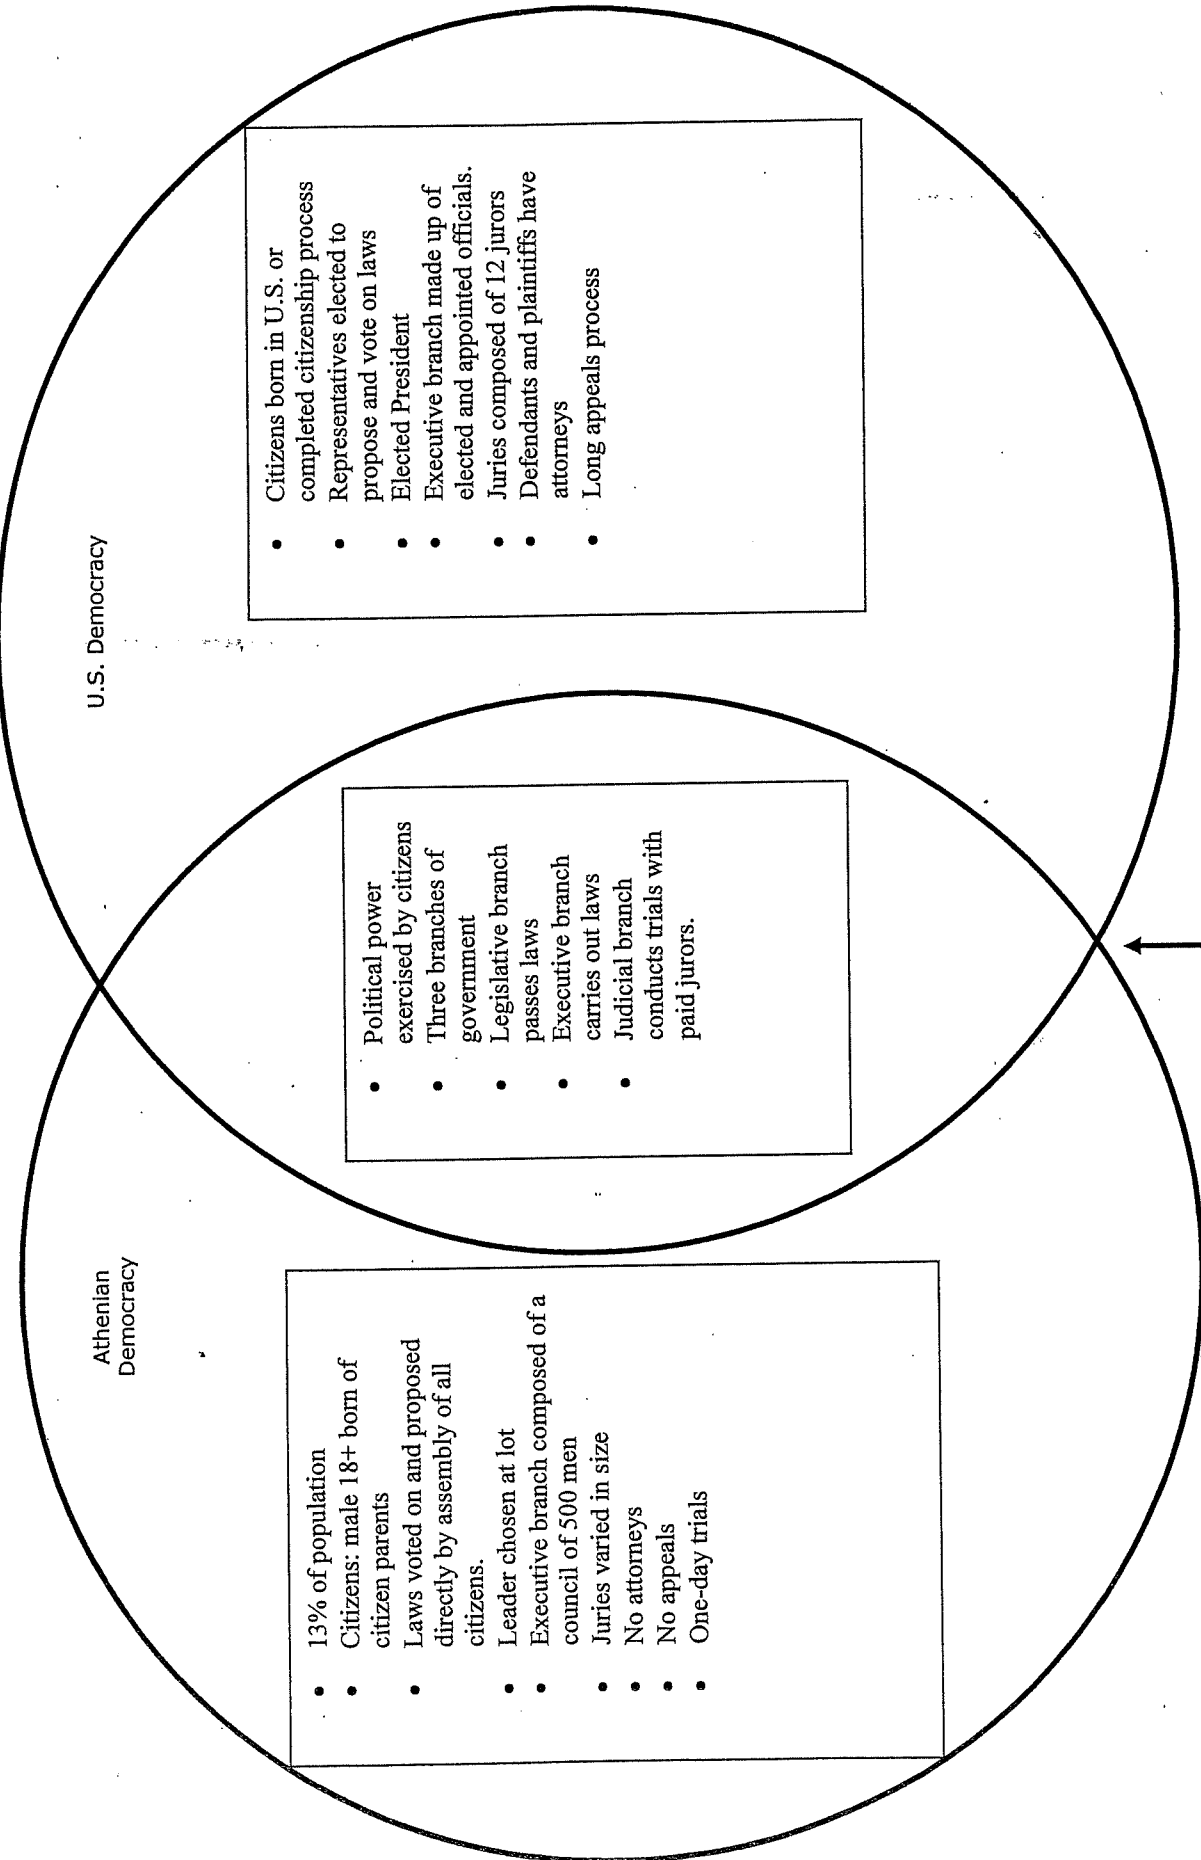 Athenian
Democracy
• 13% of population
• Citizens: male 18+ born of
citizen parents
• Laws voted on and proposed
directly by assembly of all
citizens.
• Leader chosen at lot
• Executive branch composed of a
council of 500 men
• Juries varied in size
• No attorneys
• No appeals
• One-day trials
• Political power
exercised by citizens
• Three branches of
government
• Legislative branch
passes laws
• Executive branch
carries out laws
• Judicial branch
conducts trials with
paid jurors.
U.S. Democracy
• Citizens born in U.S. or
completed citizenship process
• Representatives elected to
propose and vote on laws
• Elected President
• Executive branch made up of
elected and appointed officials.
• Juries composed of 12 jurors
• Defendants and plaintiffs have
attorneys
• Long appeals process